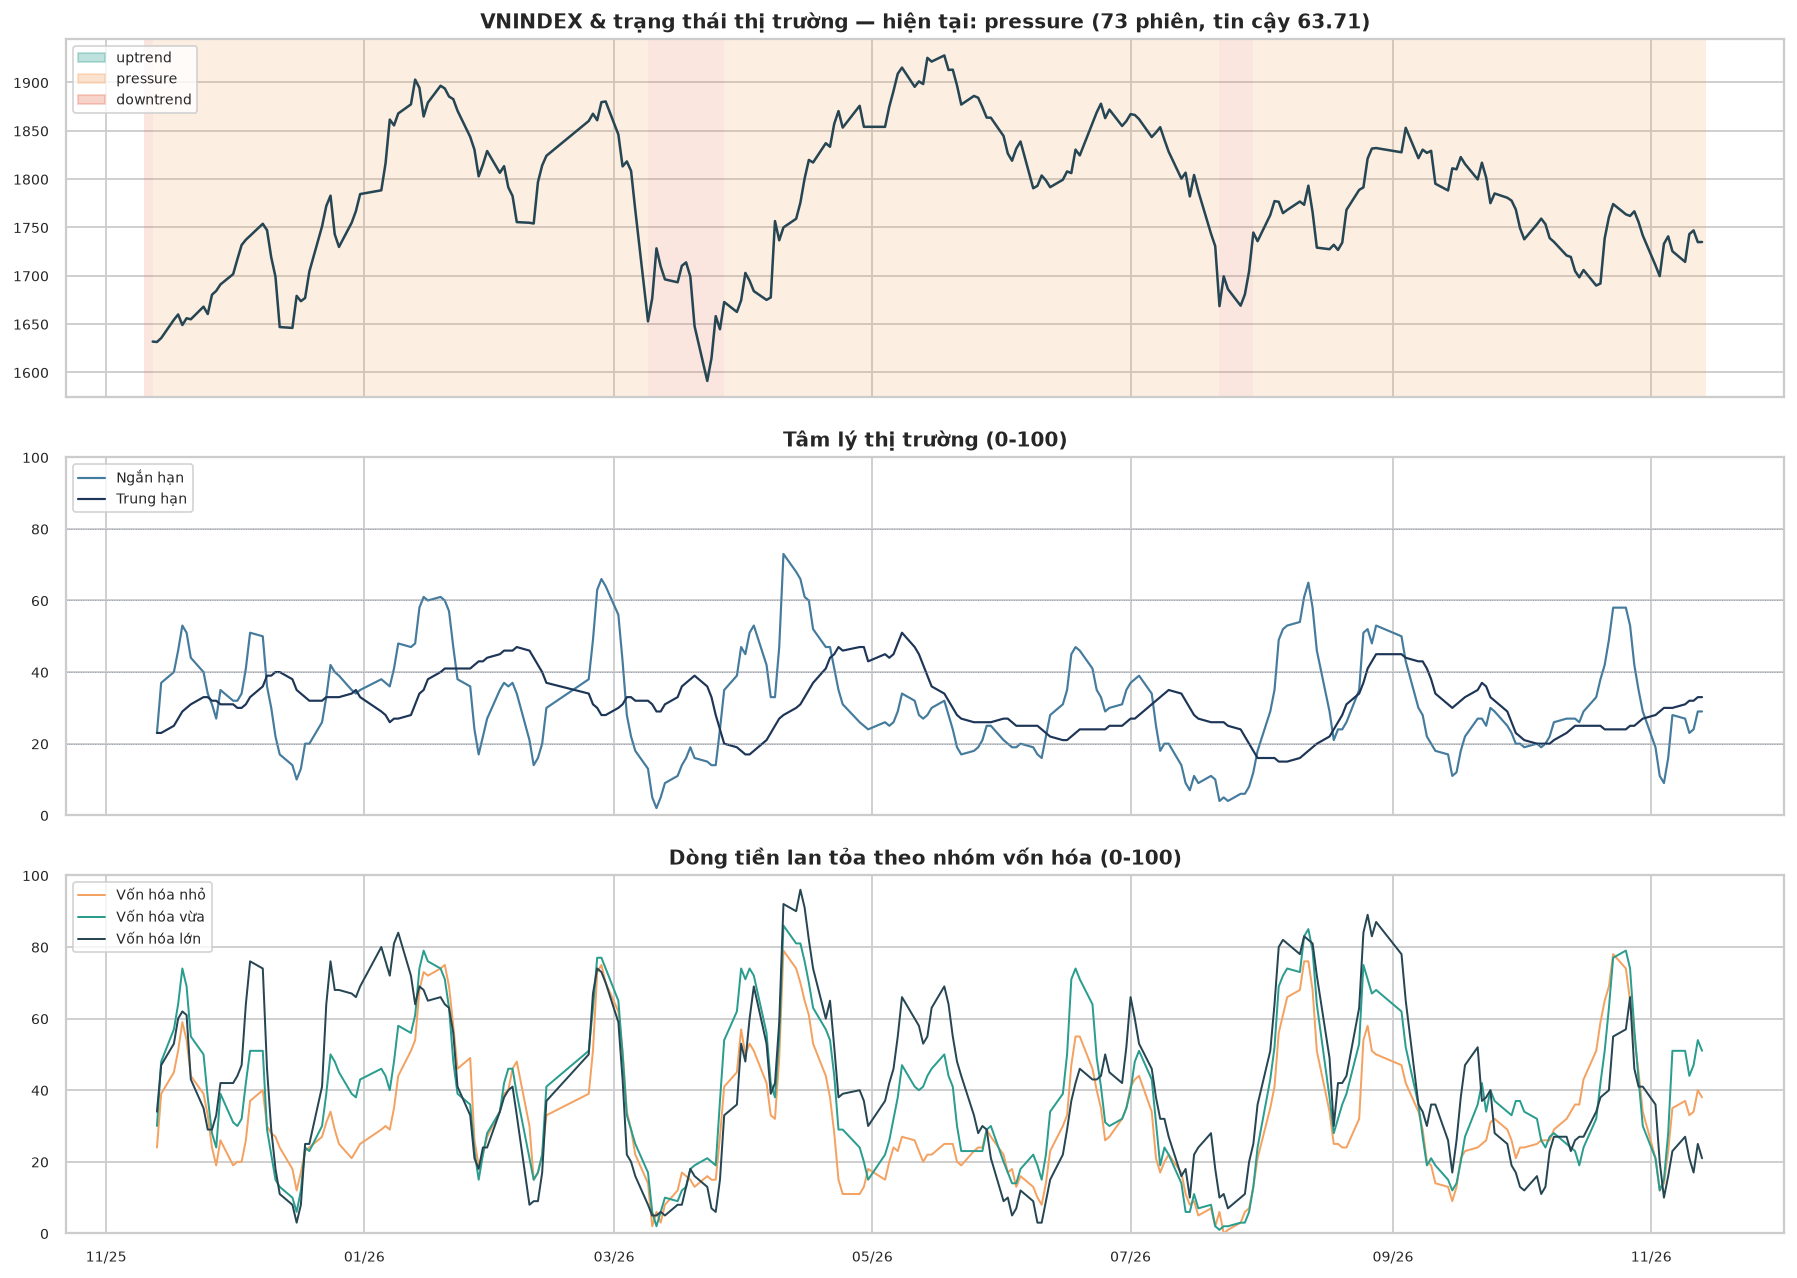 VNINDEX & trạng thái thị trường — hiện tại: pressure (73 phiên, tin cậy 63.71)
uptrend
pressure
downtrend
1900
1850
1800
1750
1700
1650
1600
Tâm lý thị trường (0-100)
Ngắn hạn
Trung hạn
100
80
60
40
20
0
Dòng tiền lan tỏa theo nhóm vốn hóa (0-100)
Vốn hóa nhỏ
Vốn hóa vừa
Vốn hóa lớn
100
80
60
40
20
0
11/25
01/26
03/26
05/26
07/26
09/26
11/26